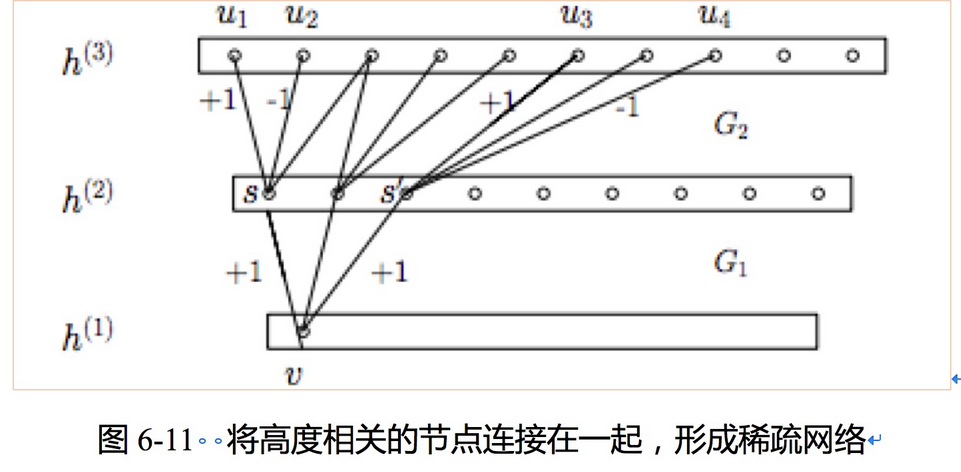 u₁ u₂ u₃ u₄
h⁽³⁾
+1 -1 +1 -1
G₂
h⁽²⁾ s s′
+1 +1 G₁
h⁽¹⁾
v
图 6-11 将高度相关的节点连接在一起，形成稀疏网络